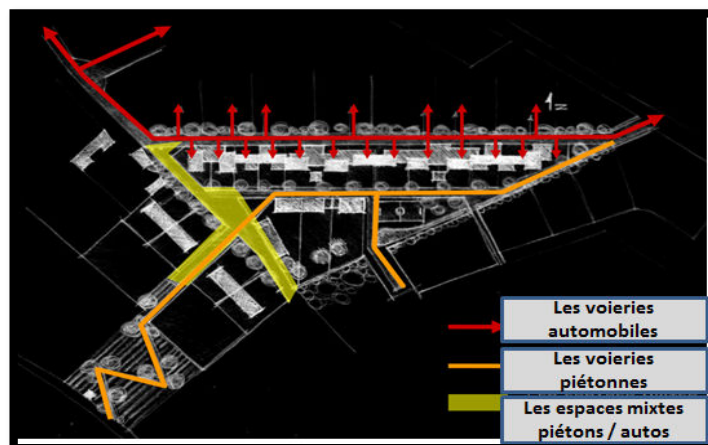 Les voieries
automobiles
Les voieries
piétonnes
Les espaces mixtes
piétons / autos